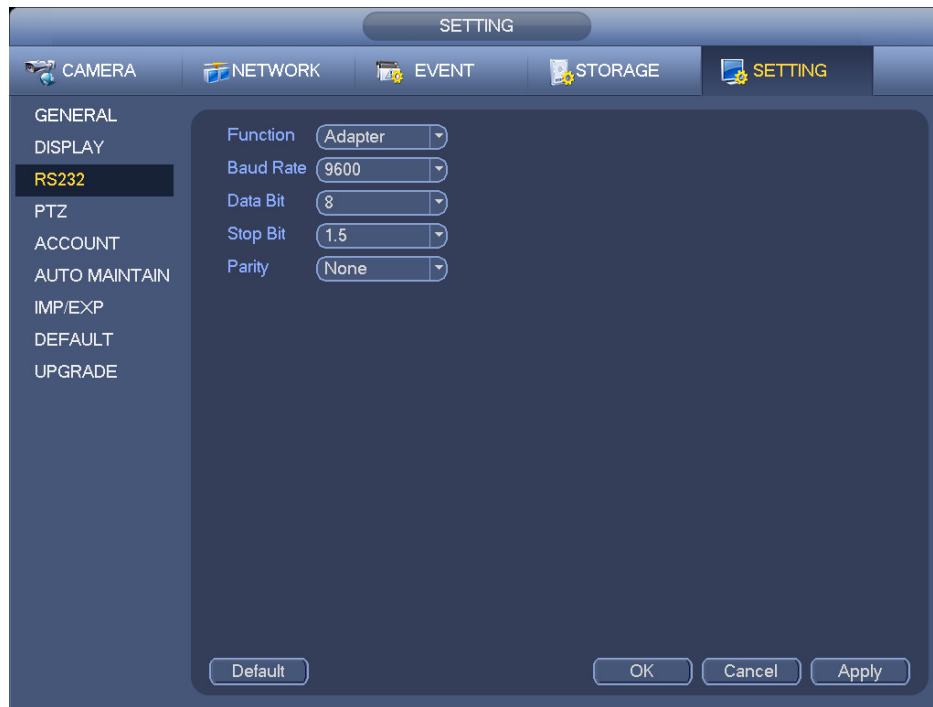 SETTING
CAMERA NETWORK EVENT STORAGE SETTING
GENERAL
DISPLAY
RS232
PTZ
ACCOUNT
AUTO MAINTAIN
IMP/EXP
DEFAULT
UPGRADE
Function Adapter
Baud Rate 9600
Data Bit 8
Stop Bit 1.5
Parity None
Default OK Cancel Apply